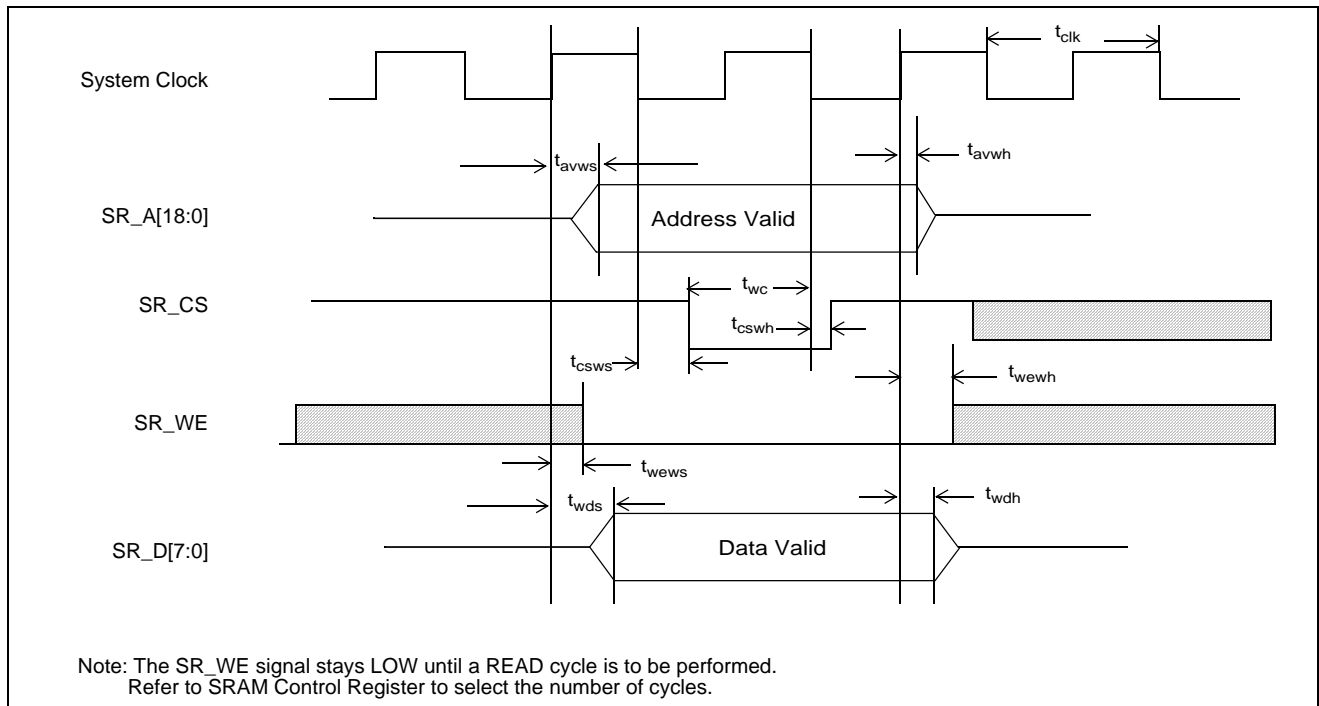 t_clk
System Clock
t_avws
t_avwh
SR_A[18:0]
Address Valid
t_wc
SR_CS
t_cswh
t_csws
t_wewh
SR_WE
t_wews
t_wds
t_wdh
SR_D[7:0]
Data Valid
Note: The SR_WE signal stays LOW until a READ cycle is to be performed.
Refer to SRAM Control Register to select the number of cycles.